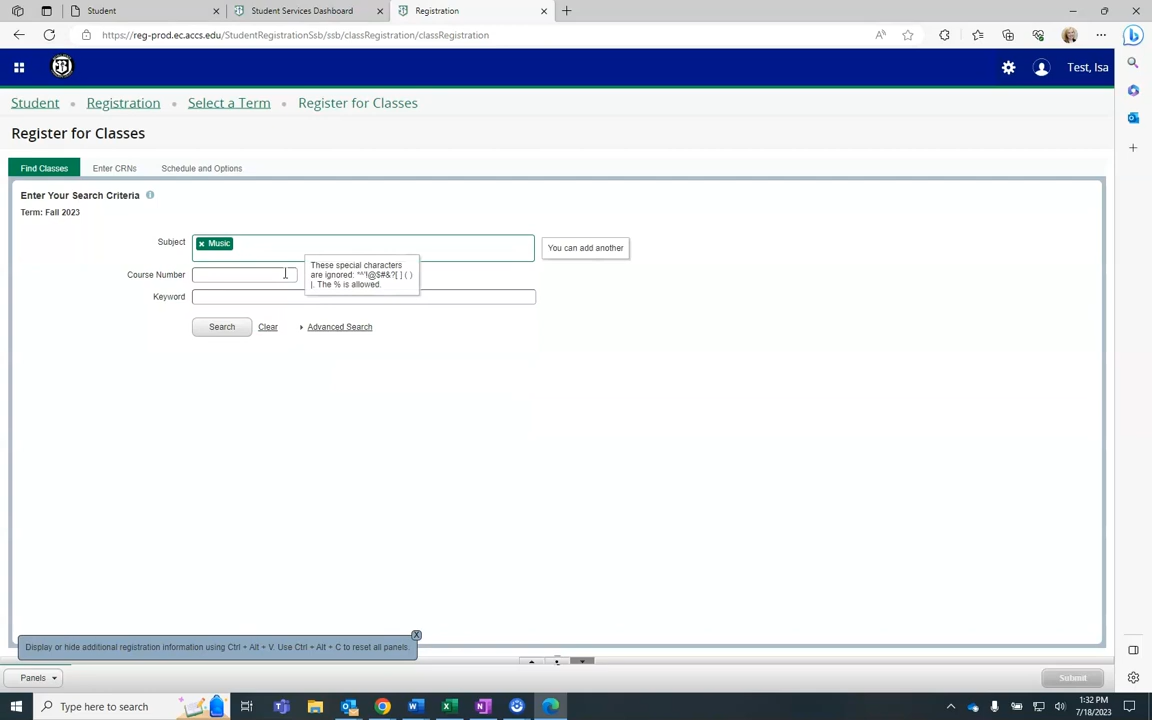 Student
Student Services Dashboard
Registration
https://reg-prod.ec.accs.edu/StudentRegistrationSsb/ssb/classRegistration/classRegistration
Test, Isa
Student • Registration • Select a Term • Register for Classes
Register for Classes
Find Classes
Enter CRNs
Schedule and Options
Enter Your Search Criteria
Term: Fall 2023
Subject
Music
You can add another
Course Number
These special characters
are ignored: "^'!@$#&?[ ] ( )
|. The % is allowed.
Keyword
Search
Clear
Advanced Search
Display or hide additional registration information using Ctrl + Alt + V. Use Ctrl + Alt + C to reset all panels.
X
Panels
Submit
Type here to search
1:32 PM
7/18/2023